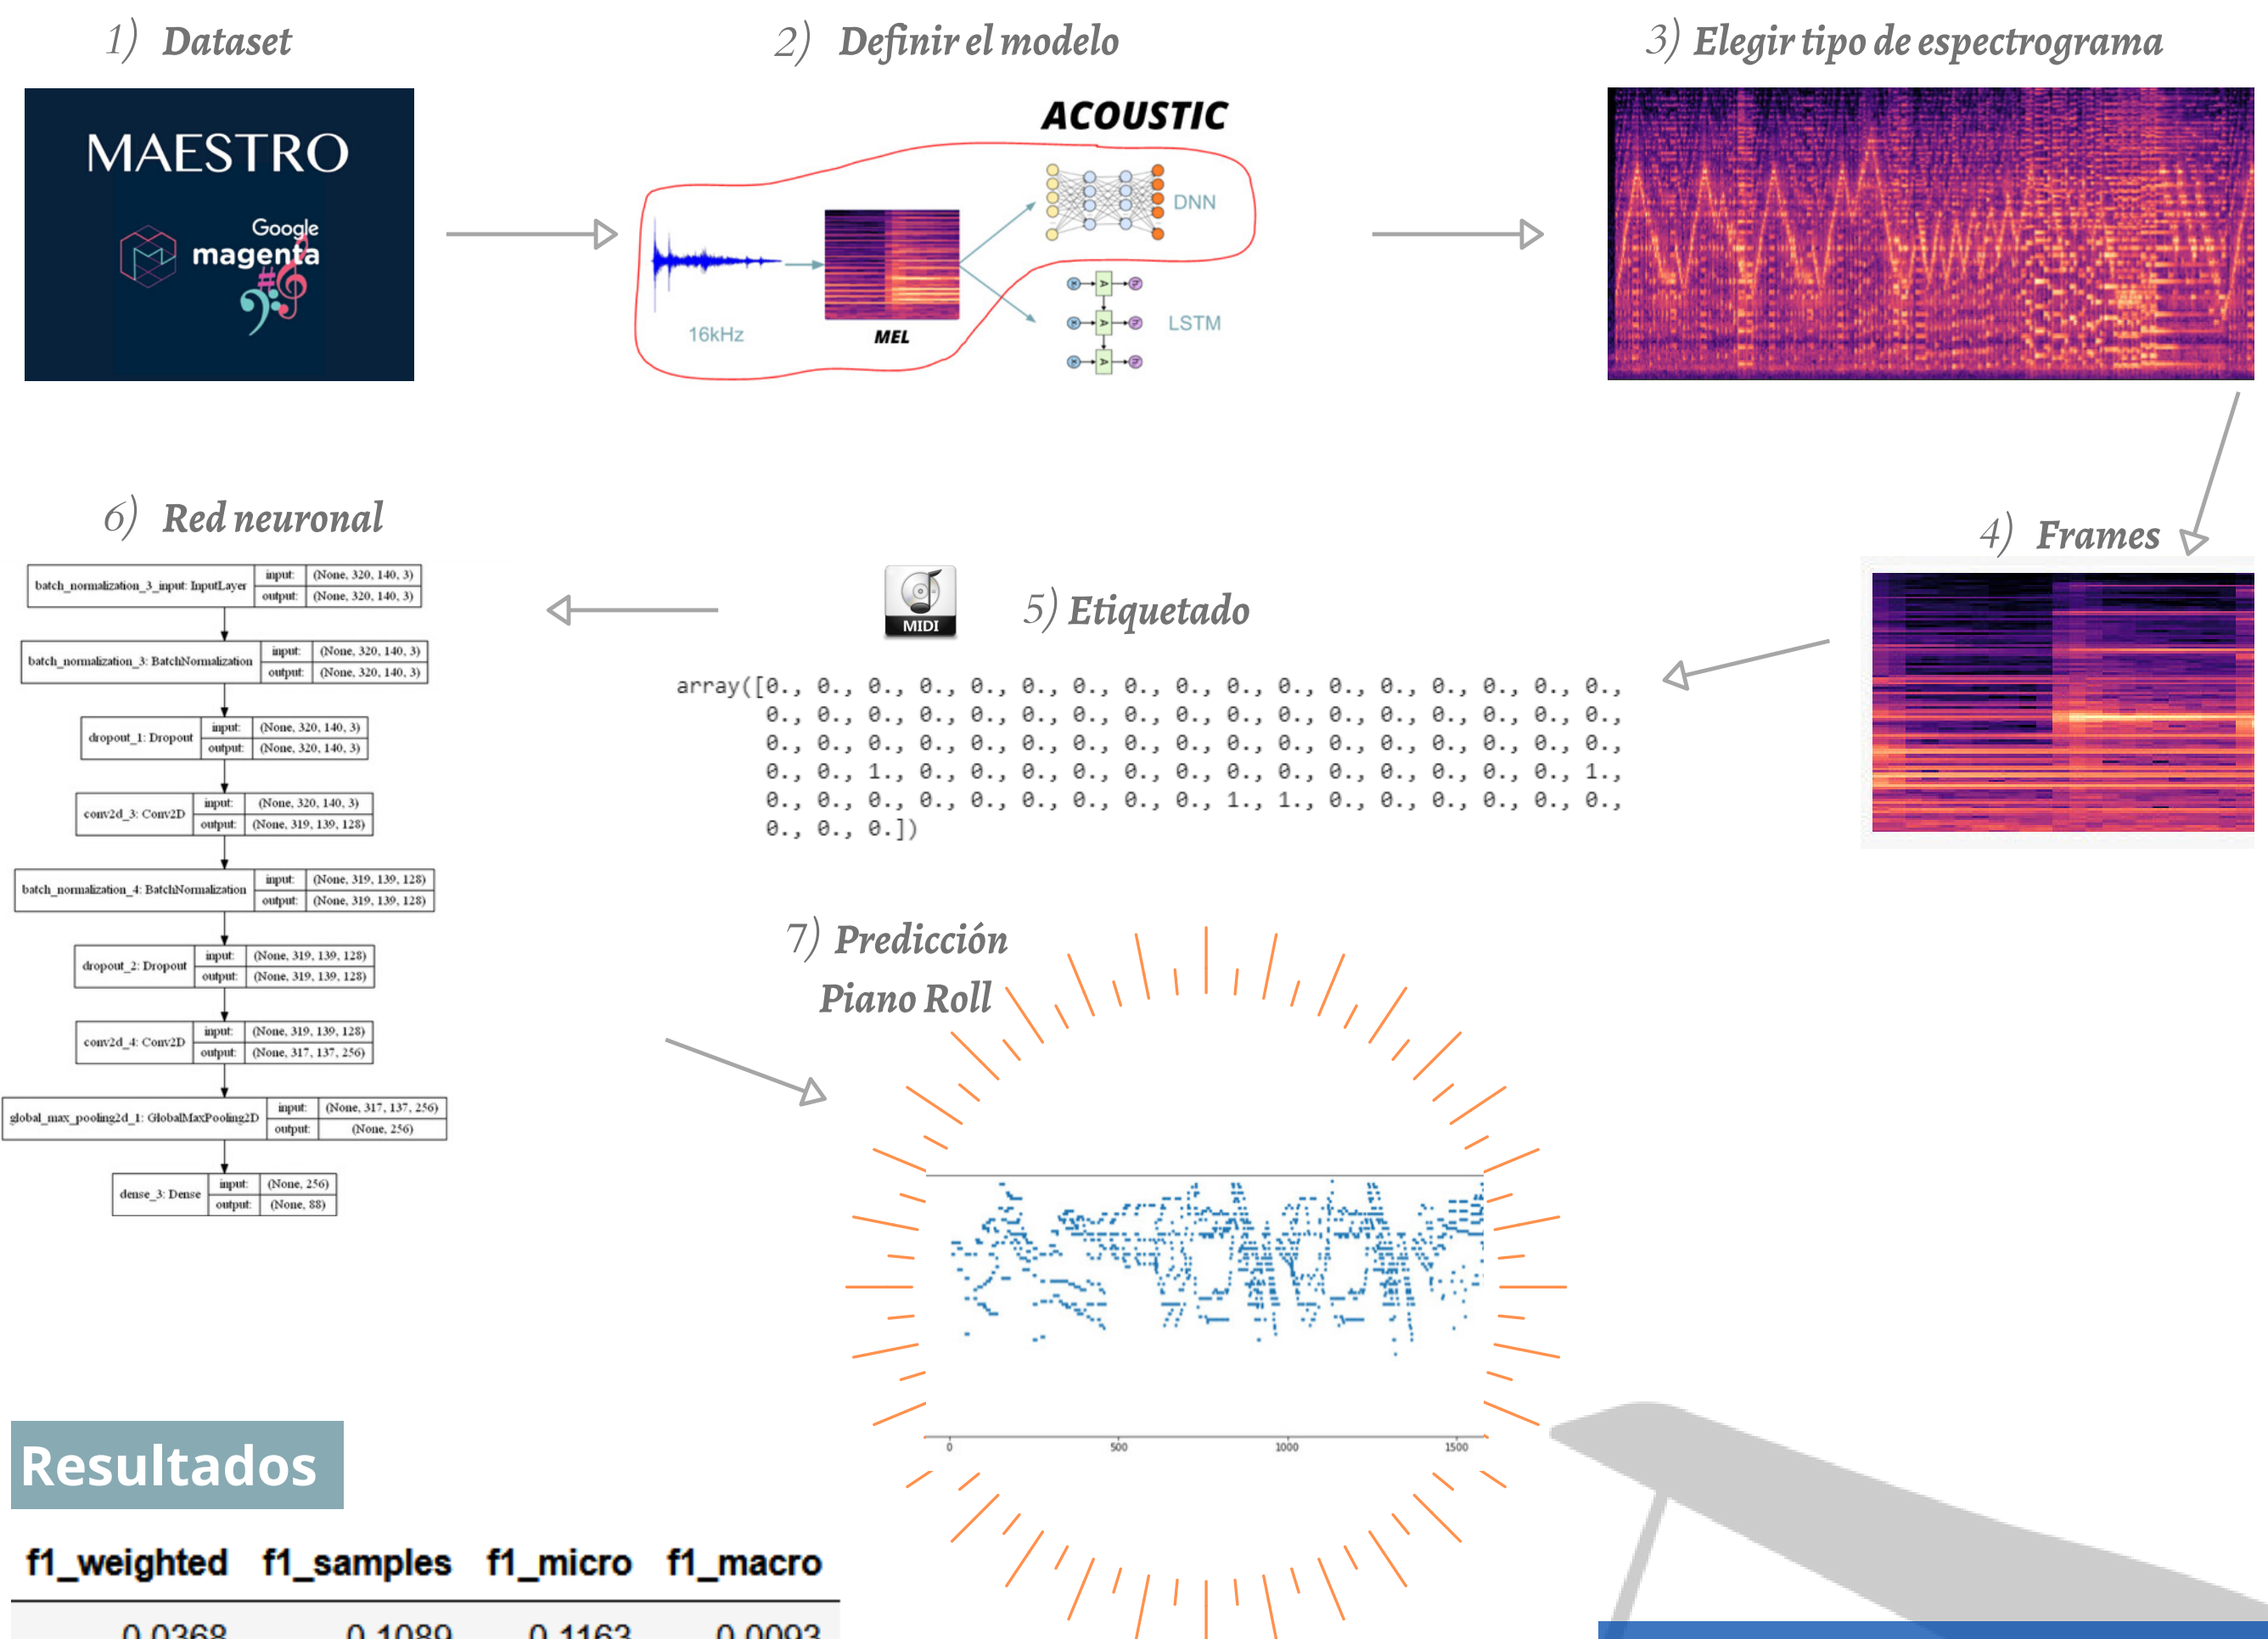 1) Dataset
MAESTRO
Google
magenta
2) Definir el modelo
ACOUSTIC
DNN
16kHz
MEL
LSTM
3) Elegir tipo de espectrograma
4) Frames
MIDI
5) Etiquetado
array([0., 0., 0., 0., 0., 0., 0., 0., 0., 0., 0., 0., 0., 0., 0., 0., 0.,
0., 0., 0., 0., 0., 0., 0., 0., 0., 0., 0., 0., 0., 0., 0., 0., 0.,
0., 0., 0., 0., 0., 0., 0., 0., 0., 0., 0., 0., 0., 0., 0., 0., 0.,
0., 0., 1., 0., 0., 0., 0., 0., 0., 0., 0., 0., 0., 0., 0., 0., 1.,
0., 0., 0., 0., 0., 0., 0., 0., 0., 1., 1., 0., 0., 0., 0., 0., 0.,
0., 0., 0.])
6) Red neuronal
batch_normalization_3_input: InputLayer
input: (None, 320, 140, 3)
output: (None, 320, 140, 3)
batch_normalization_3: BatchNormalization
input: (None, 320, 140, 3)
output: (None, 320, 140, 3)
dropout_1: Dropout
input: (None, 320, 140, 3)
output: (None, 320, 140, 3)
conv2d_3: Conv2D
input: (None, 320, 140, 3)
output: (None, 319, 139, 128)
batch_normalization_4: BatchNormalization
input: (None, 319, 139, 128)
output: (None, 319, 139, 128)
dropout_2: Dropout
input: (None, 319, 139, 128)
output: (None, 319, 139, 128)
conv2d_4: Conv2D
input: (None, 319, 139, 128)
output: (None, 317, 137, 256)
global_max_pooling2d_1: GlobalMaxPooling2D
input: (None, 317, 137, 256)
output: (None, 256)
dense_3: Dense
input: (None, 256)
output: (None, 88)
7) Predicción
Piano Roll
0 500 1000 1500
Resultados
f1_weighted f1_samples f1_micro f1_macro
0.0368 0.1089 0.1163 0.0093